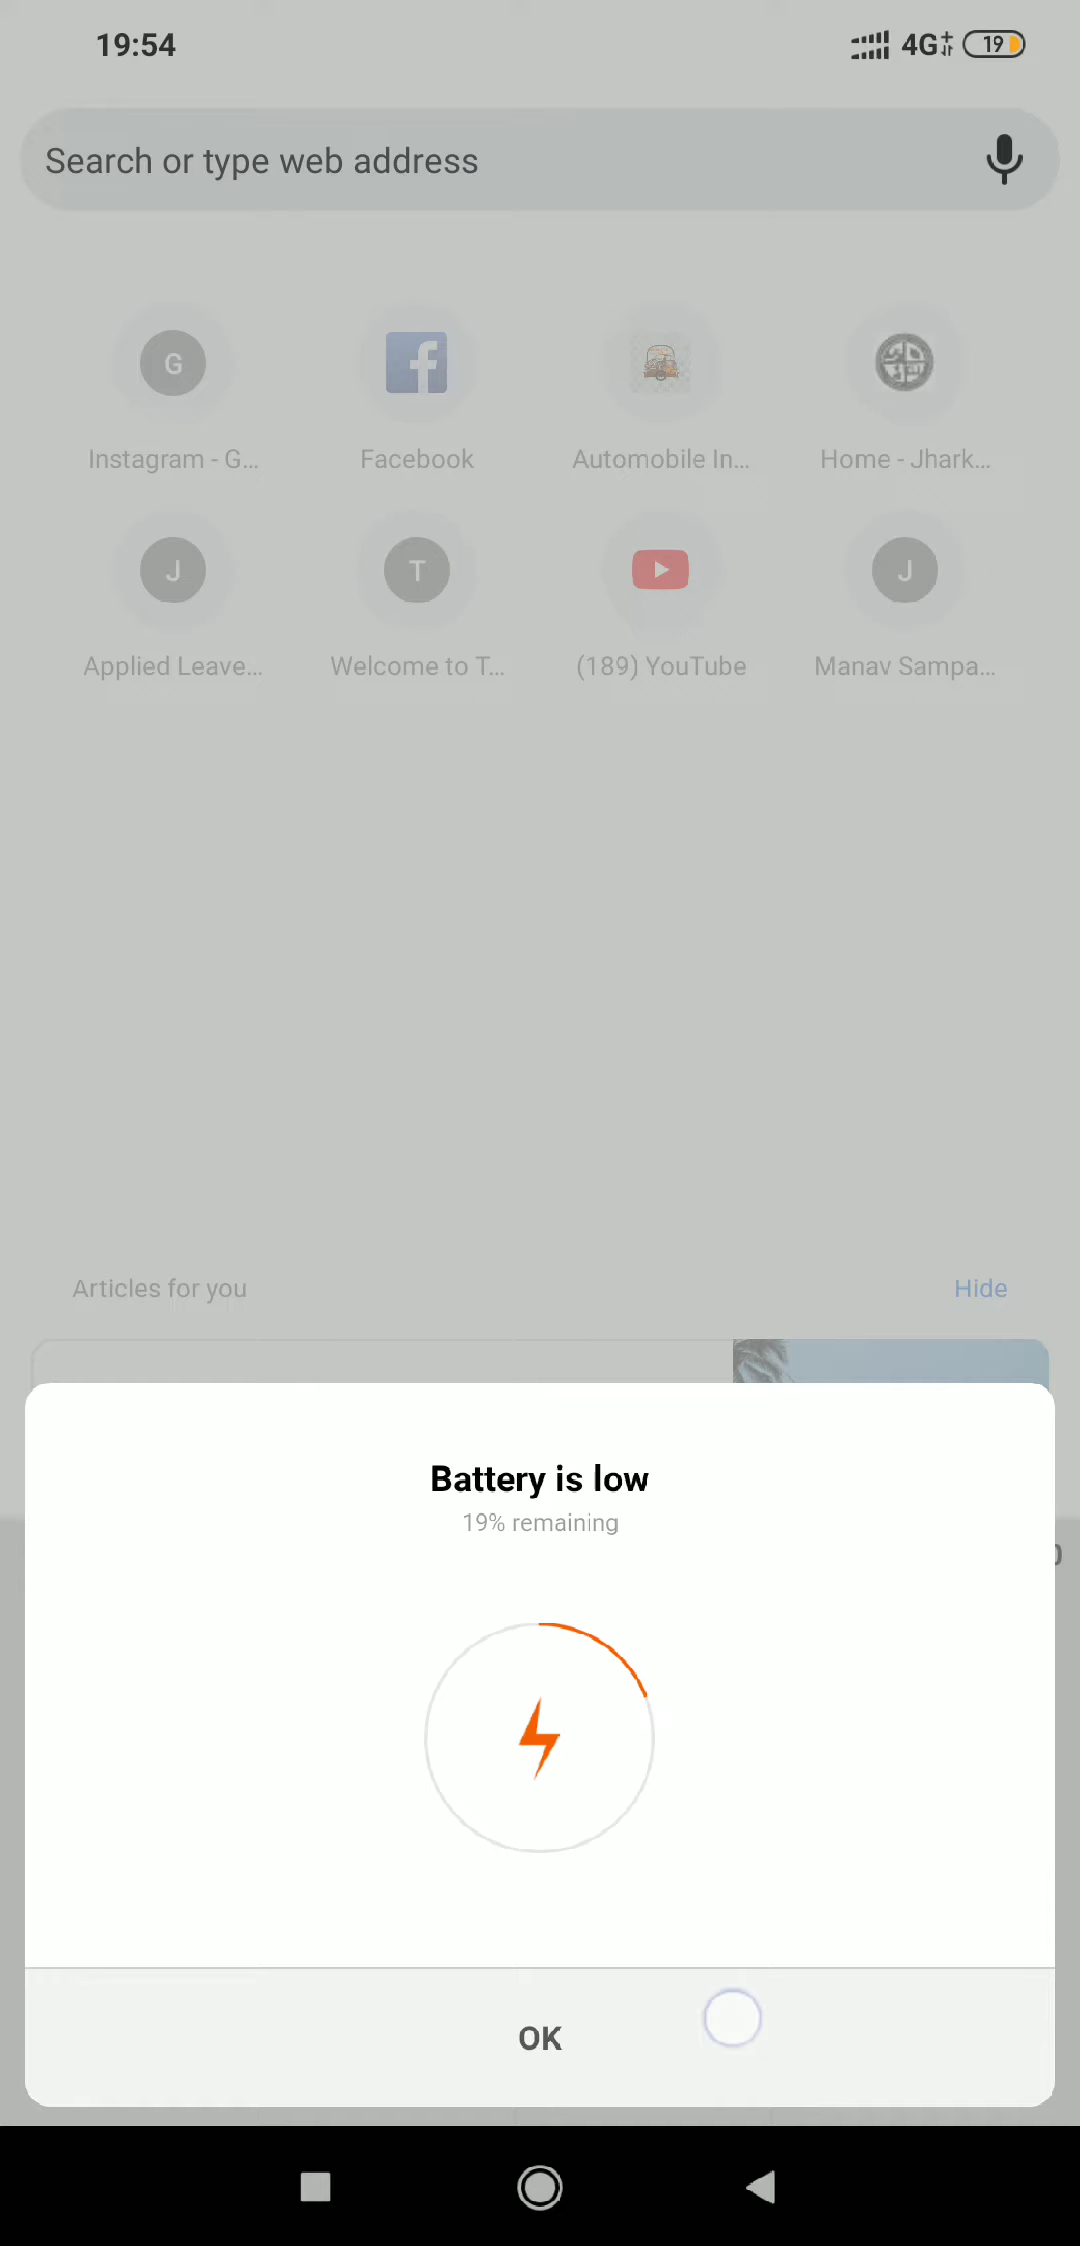 19:54
4G+ 19
Search or type web address
G
Instagram - G...
Facebook
Automobile In...
Home - Jhark...
J
T
J
Applied Leave...
Welcome to T...
(189) YouTube
Manav Sampa...
Articles for you
Hide
Battery is low
19% remaining
OK